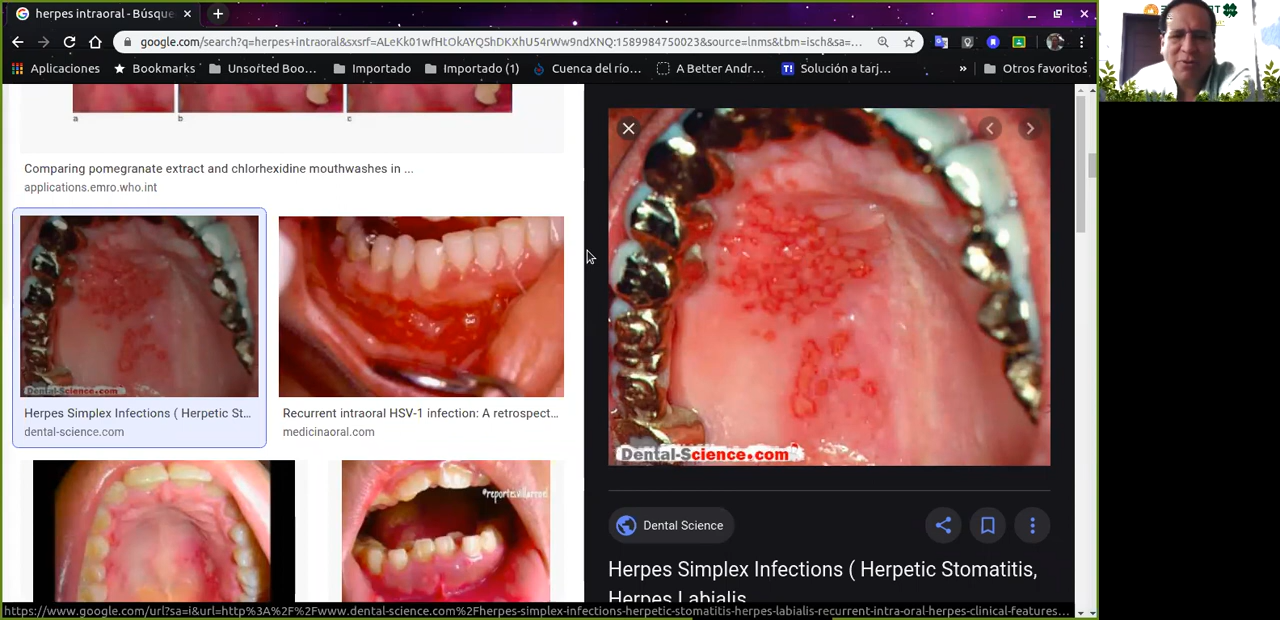 herpes intraoral - Búsque
google.com/search?q=herpes+intraoral&sxsrf=ALeKk01wfHtOkAYQShDKXhU54rWw9ndXNQ:1589984750023&source=lnms&tbm=isch&sa=...
Aplicaciones Bookmarks Unsorted Boo... Importado Importado (1) Cuenca del río... A Better Andr... T! Solución a tarj... » Otros favoritos
a b c
Comparing pomegranate extract and chlorhexidine mouthwashes in ...
applications.emro.who.int
Dental-Science.com
Herpes Simplex Infections ( Herpetic St...
dental-science.com
Recurrent intraoral HSV-1 infection: A retrospect...
medicinaoral.com
#reportesvillarroel
Dental-Science.com
Dental Science
Herpes Simplex Infections ( Herpetic Stomatitis,
Herpes Labialis
https://www.google.com/url?sa=i&url=http%3A%2F%2Fwww.dental-science.com%2Fherpes-simplex-infections-herpetic-stomatitis-herpes-labialis-recurrent-intra-oral-herpes-clinical-features...